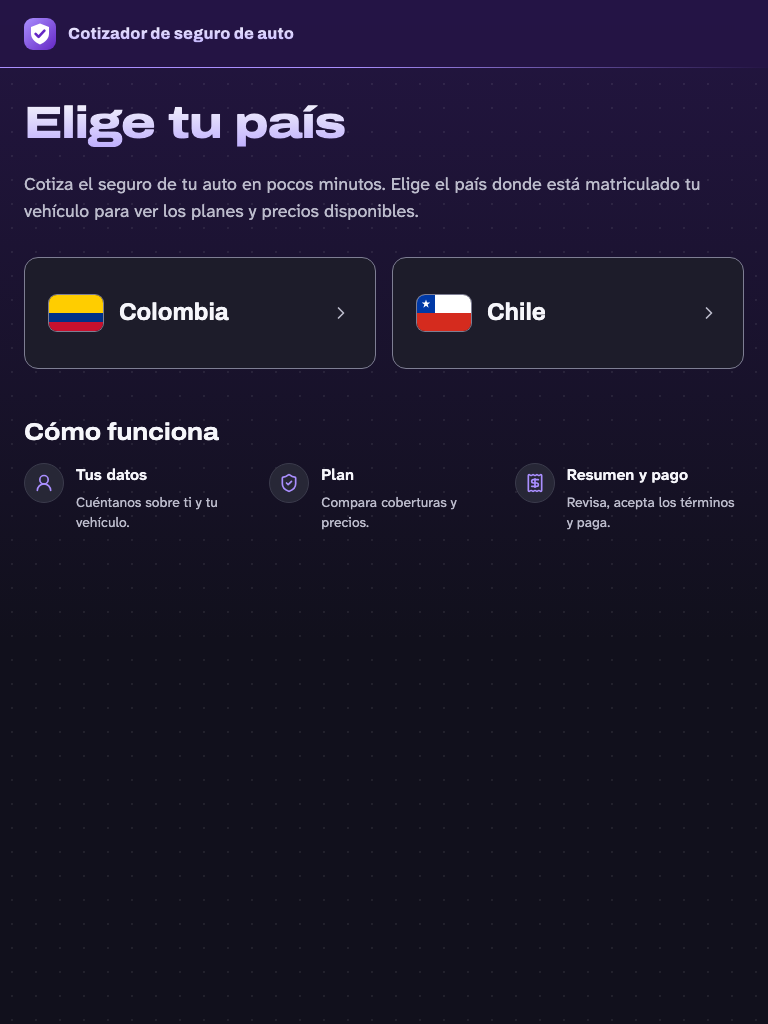 Cotizador de seguro de auto
Elige tu país
Cotiza el seguro de tu auto en pocos minutos. Elige el país donde está matriculado tu
vehículo para ver los planes y precios disponibles.
Colombia
Chile
Cómo funciona
Tus datos
Cuéntanos sobre ti y tu
vehículo.
Plan
Compara coberturas y
precios.
Resumen y pago
Revisa, acepta los términos
y paga.